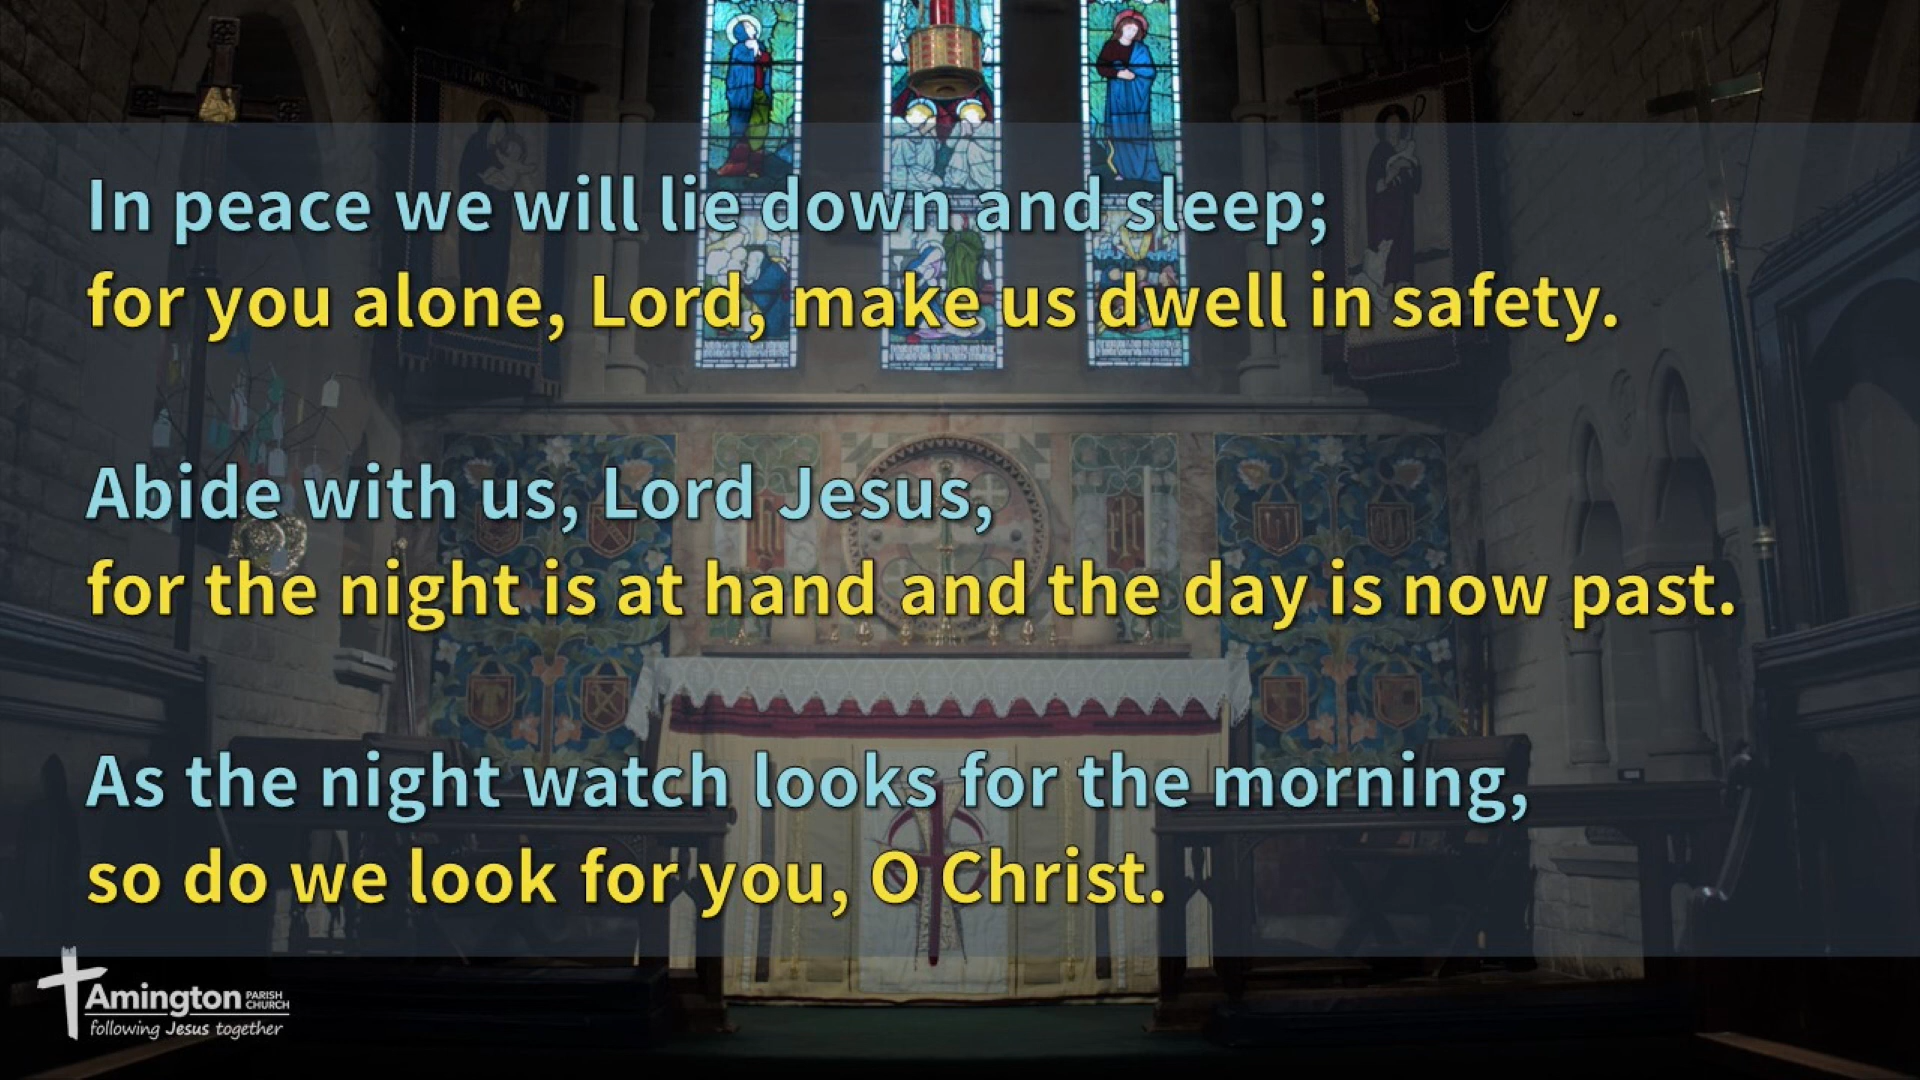 In peace we will lie down and sleep;
for you alone, Lord, make us dwell in safety.
Abide with us, Lord Jesus,
for the night is at hand and the day is now past.
As the night watch looks for the morning,
so do we look for you, O Christ.
Amington PARISH CHURCH
following Jesus together